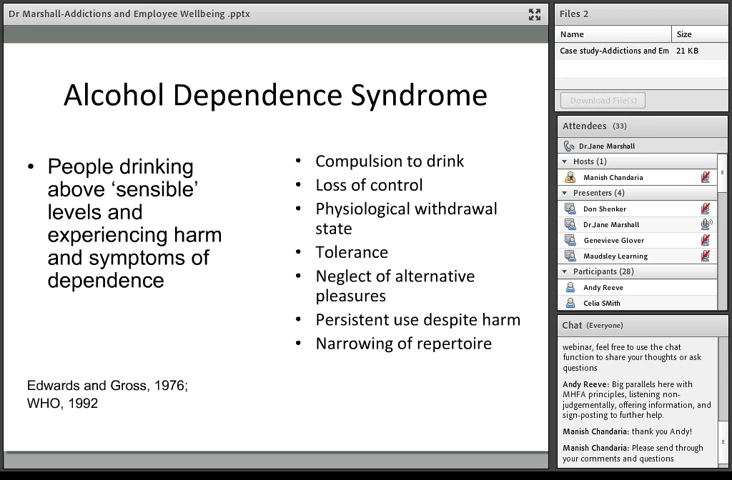 Dr Marshall-Addictions and Employee Wellbeing .pptx
Alcohol Dependence Syndrome
• People drinking
above ‘sensible’
levels and
experiencing harm
and symptoms of
dependence
Edwards and Gross, 1976;
WHO, 1992
• Compulsion to drink
• Loss of control
• Physiological withdrawal
state
• Tolerance
• Neglect of alternative
pleasures
• Persistent use despite harm
• Narrowing of repertoire
Files 2
Name Size
Case study-Addictions and Em 21 KB
Download File(s)
Attendees (33)
Dr.Jane Marshall
Hosts (1)
Manish Chandaria
Presenters (4)
Don Shenker
Dr.Jane Marshall
Genevieve Glover
Maudsley Learning
Participants (28)
Andy Reeve
Celia SMith
Chat (Everyone)
webinar, feel free to use the chat
function to share your thoughts or ask
questions
Andy Reeve: Big parallels here with
MHFA principles, listening non-
judgementally, offering information, and
sign-posting to further help.
Manish Chandaria: thank you Andy!
Manish Chandaria: Please send through
your comments and questions